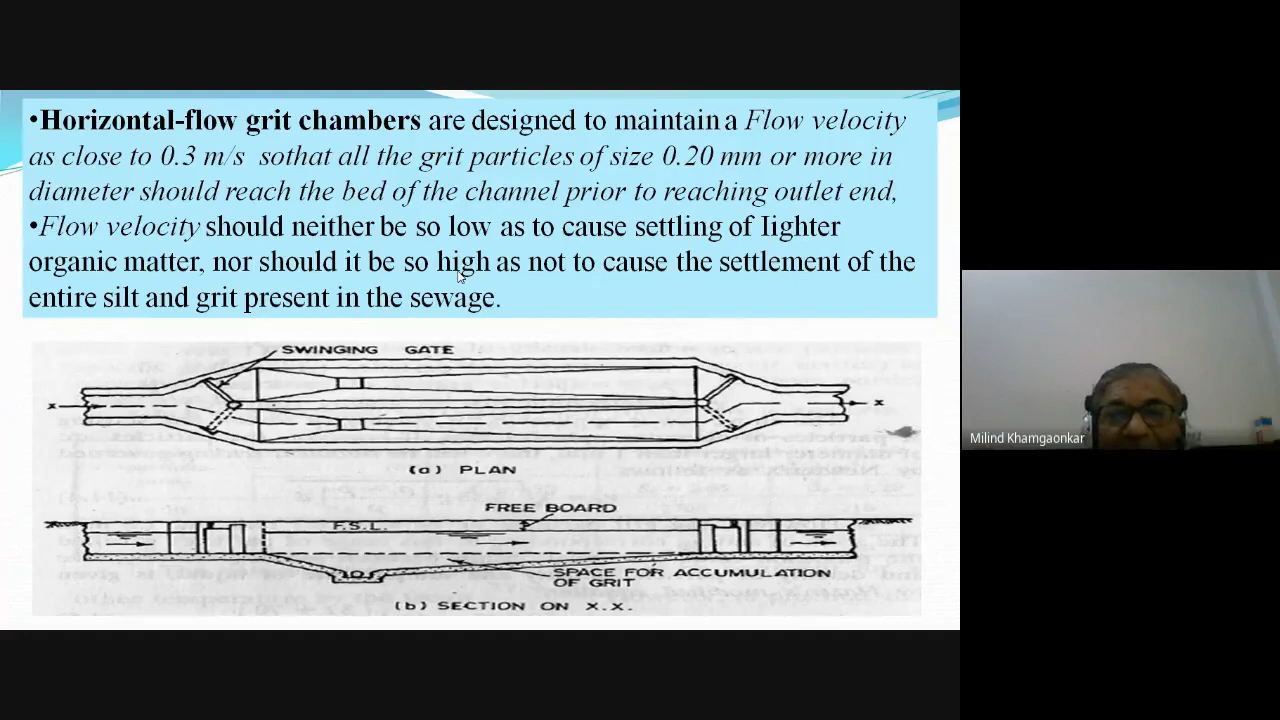 •Horizontal-flow grit chambers are designed to maintain a Flow velocity
as close to 0.3 m/s sothat all the grit particles of size 0.20 mm or more in
diameter should reach the bed of the channel prior to reaching outlet end,
•Flow velocity should neither be so low as to cause settling of lighter
organic matter, nor should it be so high as not to cause the settlement of the
entire silt and grit present in the sewage.
SWINGING GATE
X
X
(a) PLAN
Milind Khamgaonkar
FREE BOARD
F.S.L.
SPACE FOR ACCUMULATION
OF GRIT
(b) SECTION ON X.X.